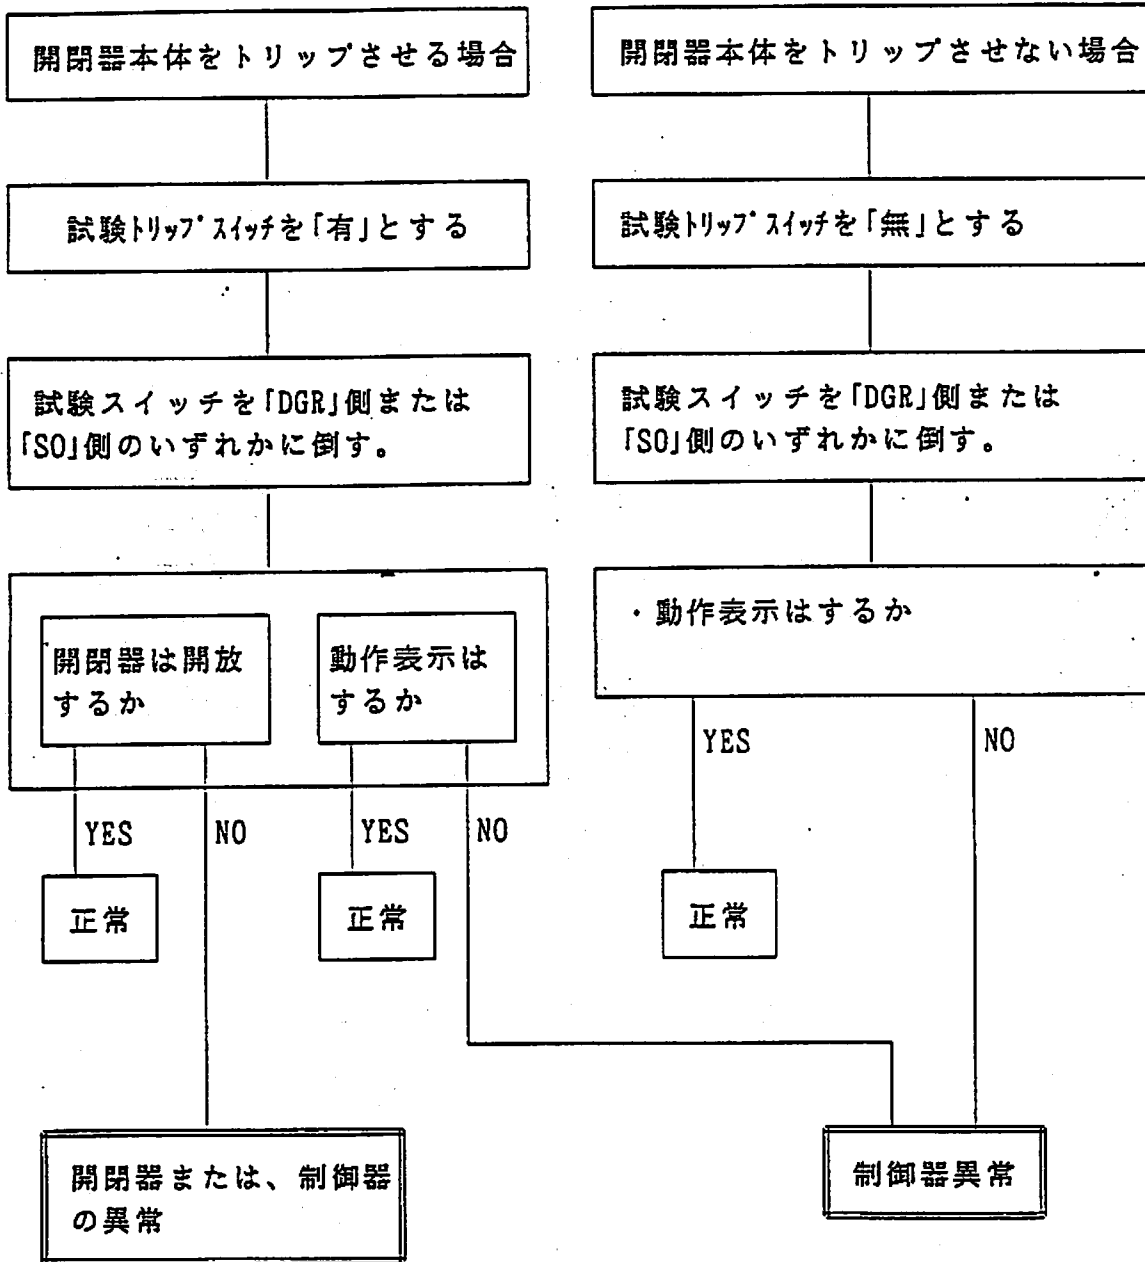 開閉器本体をトリップさせる場合
開閉器本体をトリップさせない場合
試験ﾄﾘｯﾌﾟｽｲｯﾁを「有」とする
試験ﾄﾘｯﾌﾟｽｲｯﾁを「無」とする
試験スイッチを「DGR」側または
「SO」側のいずれかに倒す。
試験スイッチを「DGR」側または
「SO」側のいずれかに倒す。
開閉器は開放
するか
動作表示は
するか
・動作表示はするか
YES
NO
YES
NO
YES
NO
正常
正常
正常
開閉器または、制御器
の異常
制御器異常